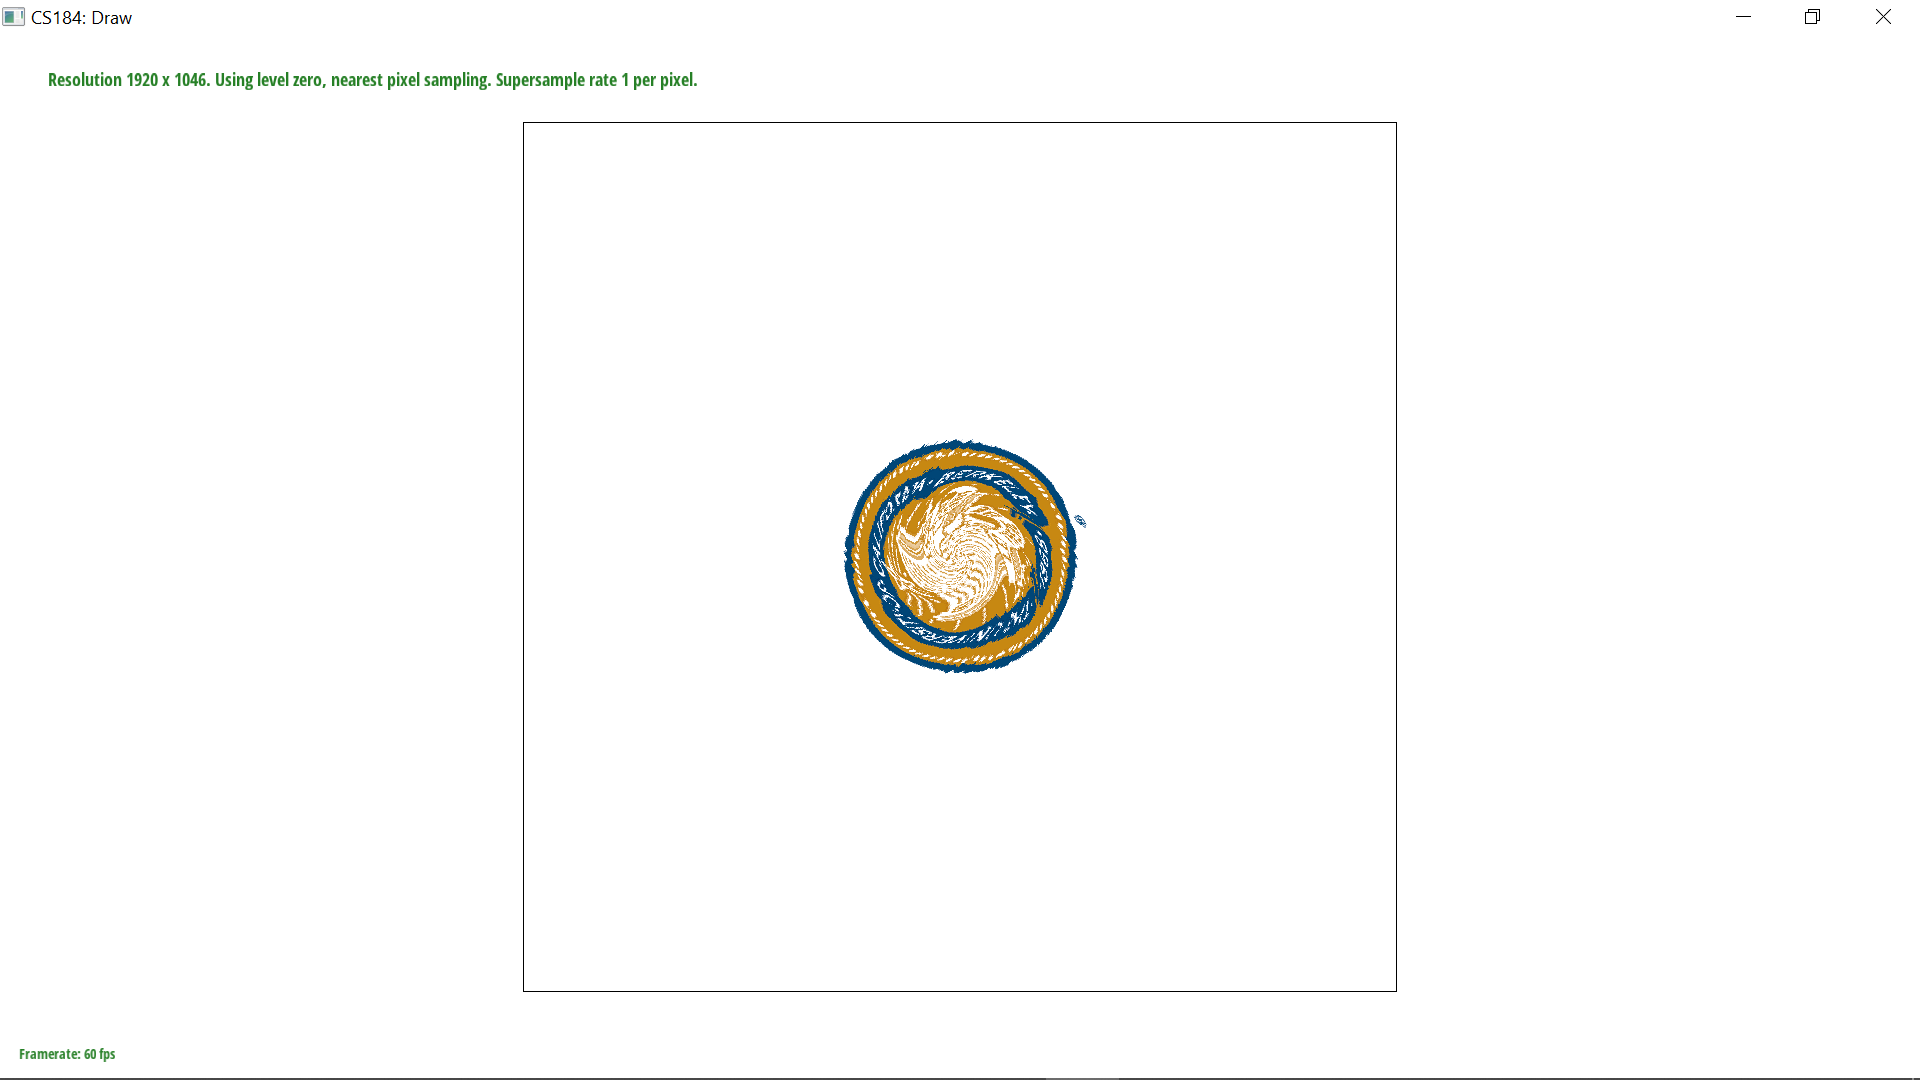 CS184: Draw
Resolution 1920 x 1046. Using level zero, nearest pixel sampling. Supersample rate 1 per pixel.
Framerate: 60 fps